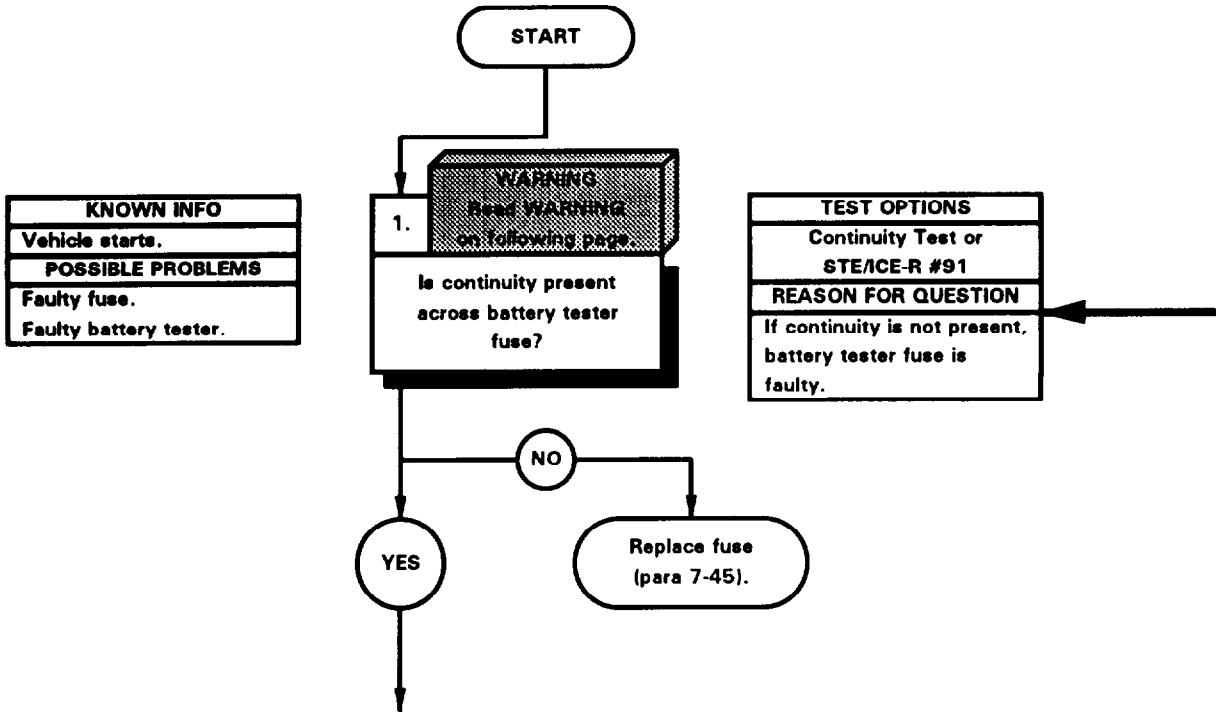 START
KNOWN INFO
Vehicle starts.
POSSIBLE PROBLEMS
Faulty fuse.
Faulty battery tester.
1.
WARNING
Read WARNING
on following page.
Is continuity present
across battery tester
fuse?
TEST OPTIONS
Continuity Test or
STE/ICE-R #91
REASON FOR QUESTION
If continuity is not present,
battery tester fuse is
faulty.
NO
YES
Replace fuse
(para 7-45).